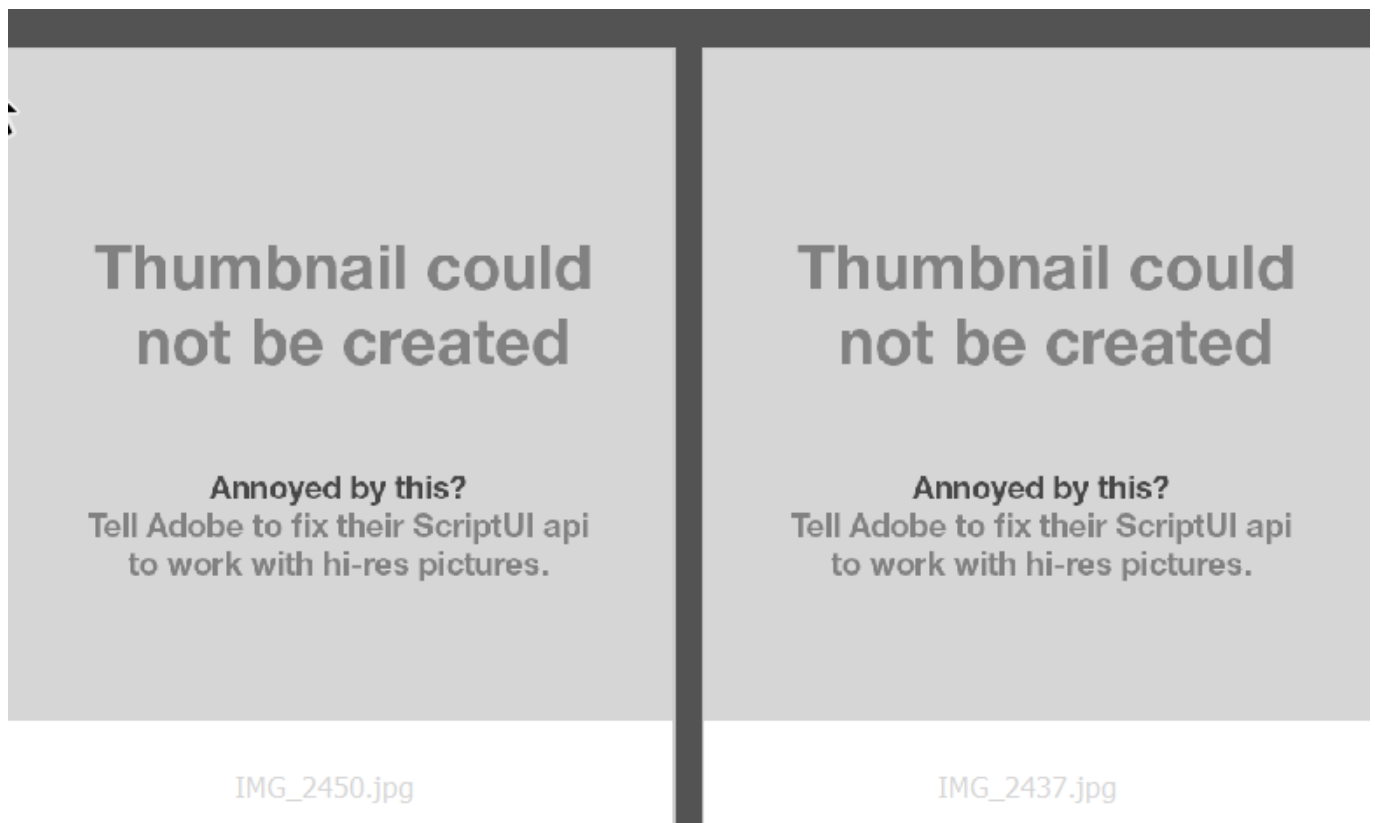 Thumbnail could
not be created
Annoyed by this?
Tell Adobe to fix their ScriptUI api
to work with hi-res pictures.
IMG_2450.jpg
Thumbnail could
not be created
Annoyed by this?
Tell Adobe to fix their ScriptUI api
to work with hi-res pictures.
IMG_2437.jpg